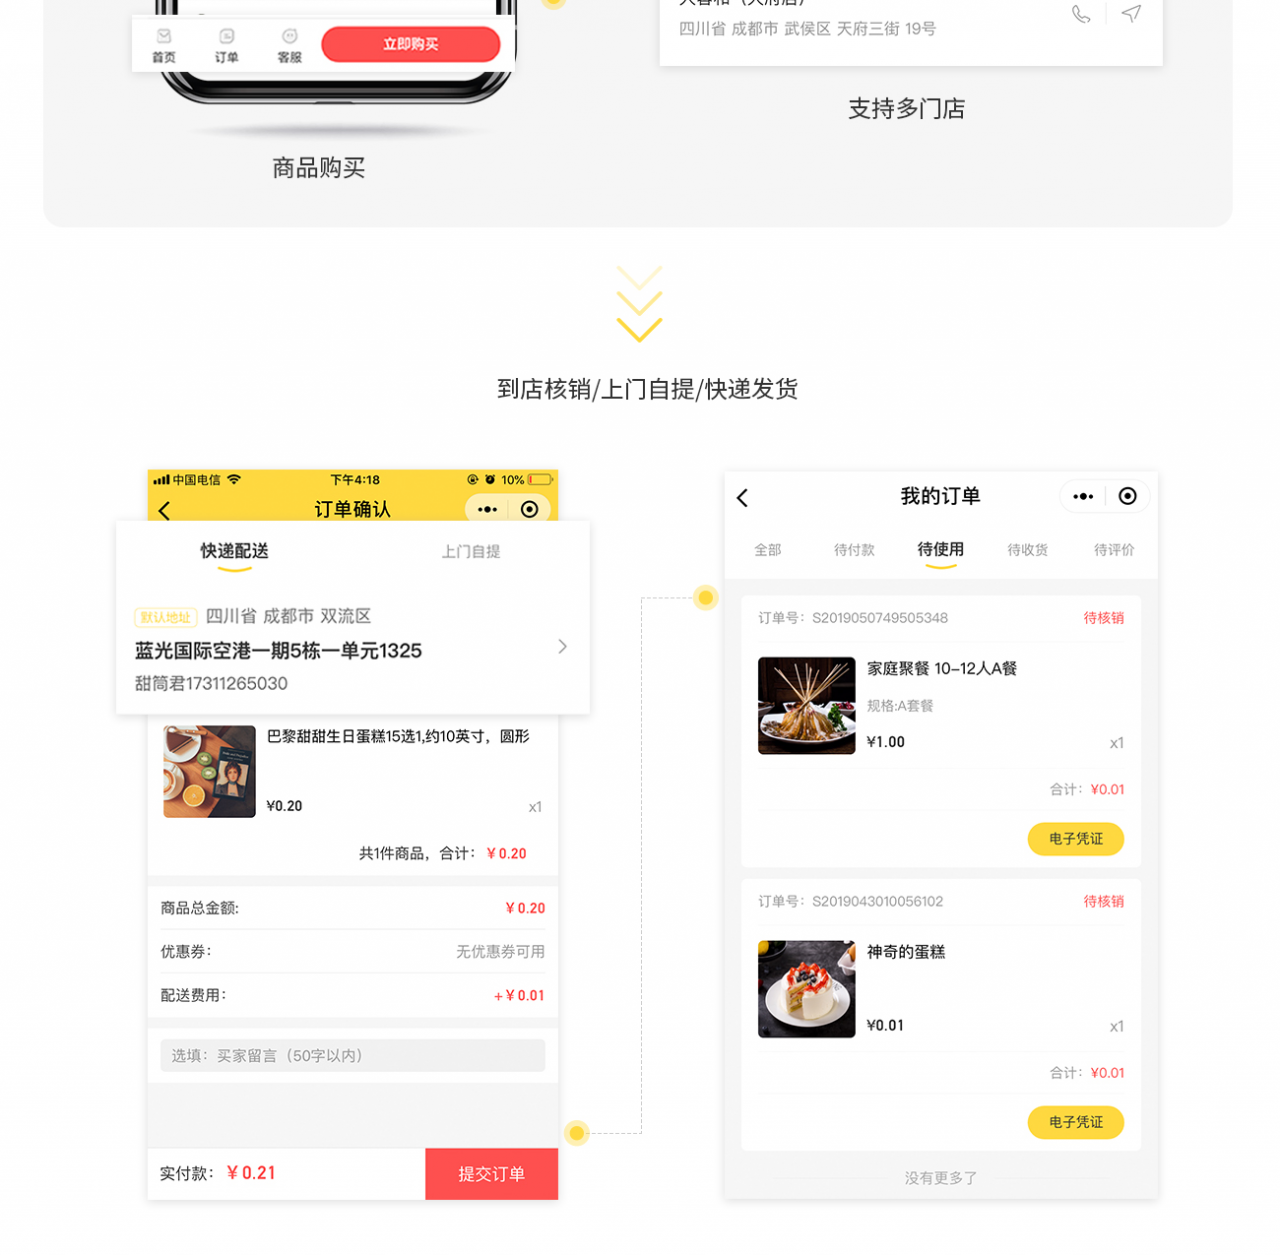 四川省 成都市 武侯区 天府三街 19号
首页
订单
客服
立即购买
支持多门店
商品购买
到店核销/上门自提/快递发货
中国电信
下午4:18
10%
订单确认
快递配送
上门自提
默认地址 四川省 成都市 双流区
蓝光国际空港一期5栋一单元1325
甜筒君17311265030
巴黎甜甜生日蛋糕15选1,约10英寸，圆形
¥0.20
x1
共1件商品，合计：￥0.20
商品总金额:
￥0.20
优惠券:
无优惠券可用
配送费用:
+￥0.01
选填：买家留言（50字以内）
实付款：￥0.21
提交订单
我的订单
全部
待付款
待使用
待收货
待评价
订单号：S2019050749505348
待核销
家庭聚餐 10-12人A餐
规格:A套餐
¥1.00
x1
合计：¥0.01
电子凭证
订单号：S2019043010056102
待核销
神奇的蛋糕
¥0.01
x1
合计：¥0.01
电子凭证
没有更多了